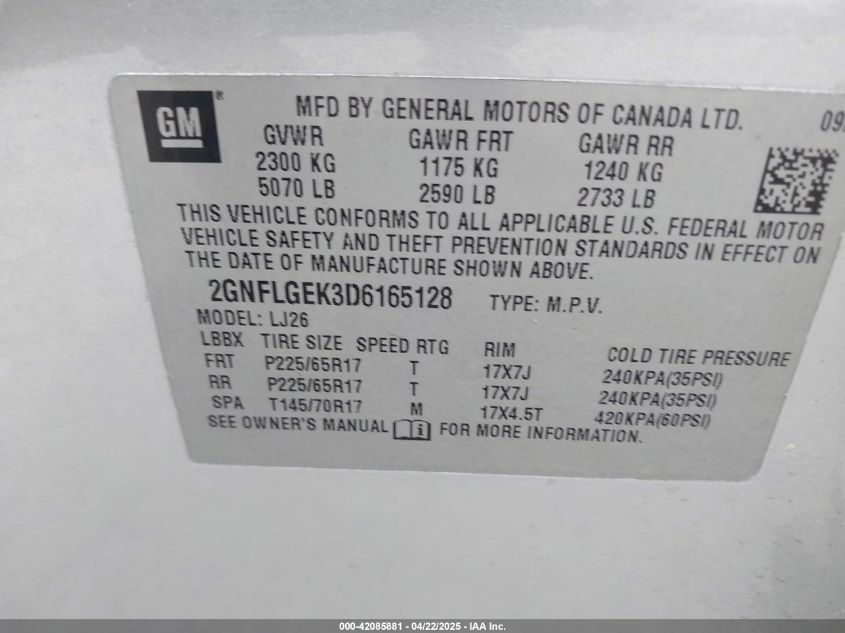 GM®
MFD BY GENERAL MOTORS OF CANADA LTD. 09
GVWR GAWR FRT GAWR RR
2300 KG 1175 KG 1240 KG
5070 LB 2590 LB 2733 LB
THIS VEHICLE CONFORMS TO ALL APPLICABLE U.S. FEDERAL MOTOR
VEHICLE SAFETY AND THEFT PREVENTION STANDARDS IN EFFECT ON
THE DATE OF MANUFACTURE SHOWN ABOVE.
2GNFLGEK3D6165128 TYPE: M.P.V.
MODEL: LJ26
LBBX TIRE SIZE SPEED RTG RIM COLD TIRE PRESSURE
FRT P225/65R17 T 17X7J 240KPA(35PSI)
RR P225/65R17 T 17X7J 240KPA(35PSI)
SPA T145/70R17 M 17X4.5T 420KPA(60PSI)
SEE OWNER'S MANUAL FOR MORE INFORMATION.
000-42085881 - 04/22/2025 - IAA Inc.